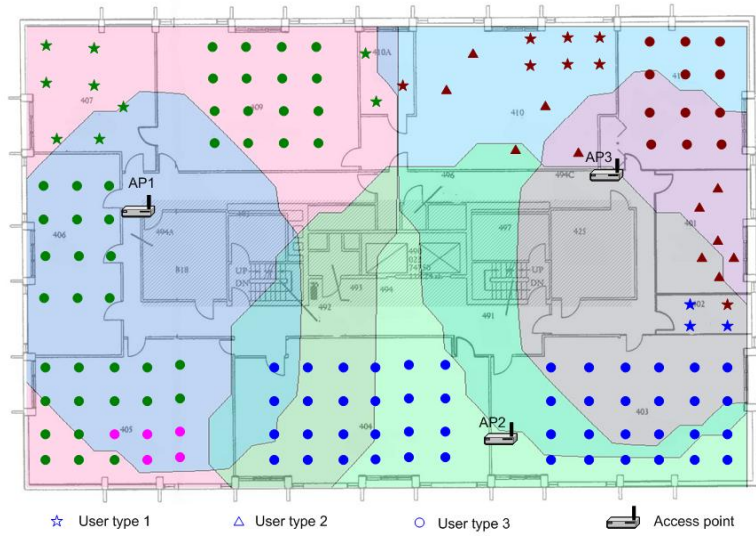 410A
407
409
410
AP1
AP3
496
494C
406
401
494A
497
425
B18
UP
DN
UP
DN
493
494
492
491
402
AP2
405
404
403
User type 1
User type 2
User type 3
Access point